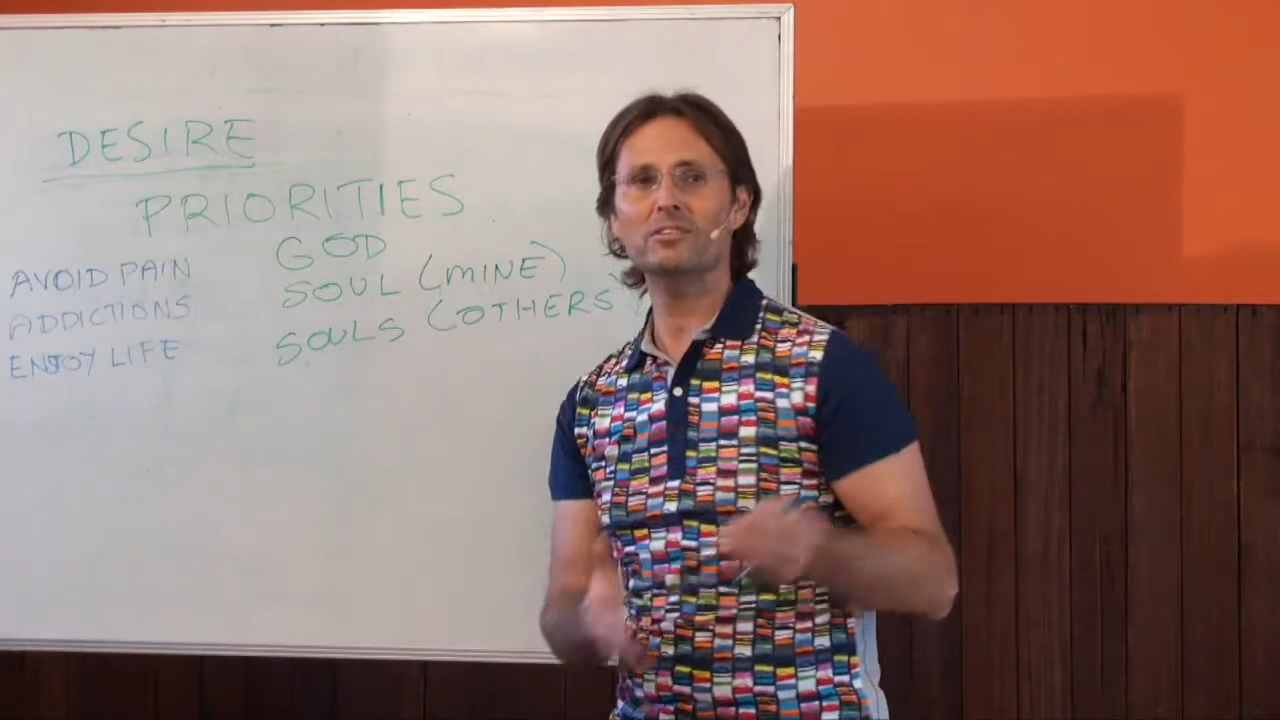 DESIRE
PRIORITIES
GOD
SOUL (MINE)
SOULS (OTHERS)
AVOID PAIN
ADDICTIONS
ENJOY LIFE